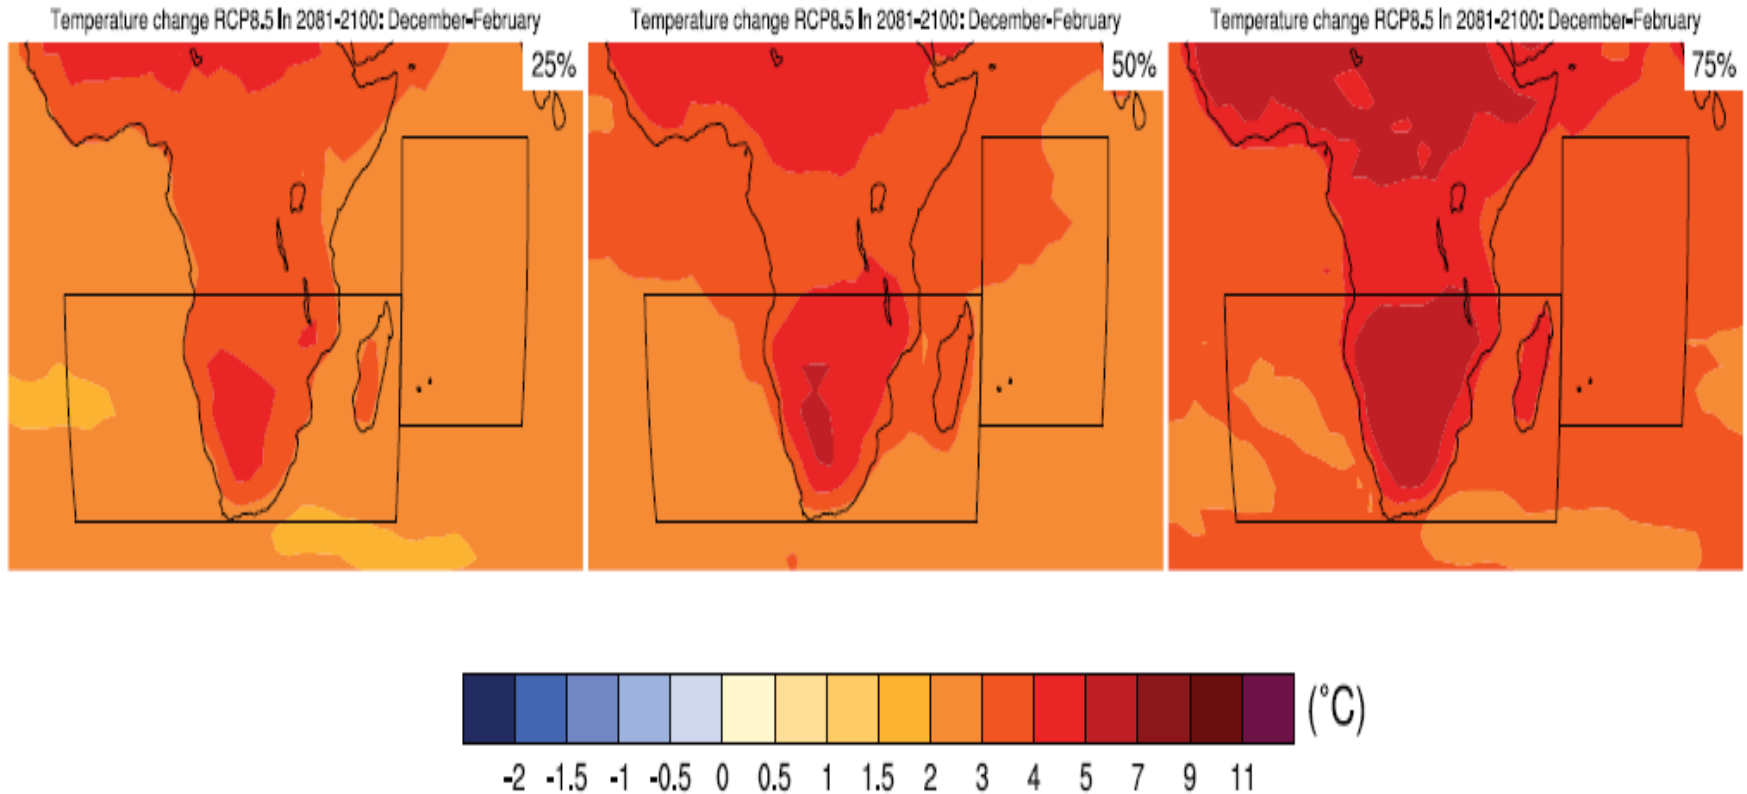 Temperature change RCP8.5 In 2081-2100: December-February
25%
Temperature change RCP8.5 In 2081-2100: December-February
50%
Temperature change RCP8.5 In 2081-2100: December-February
75%
(°C)
-2 -1.5 -1 -0.5 0 0.5 1 1.5 2 3 4 5 7 9 11